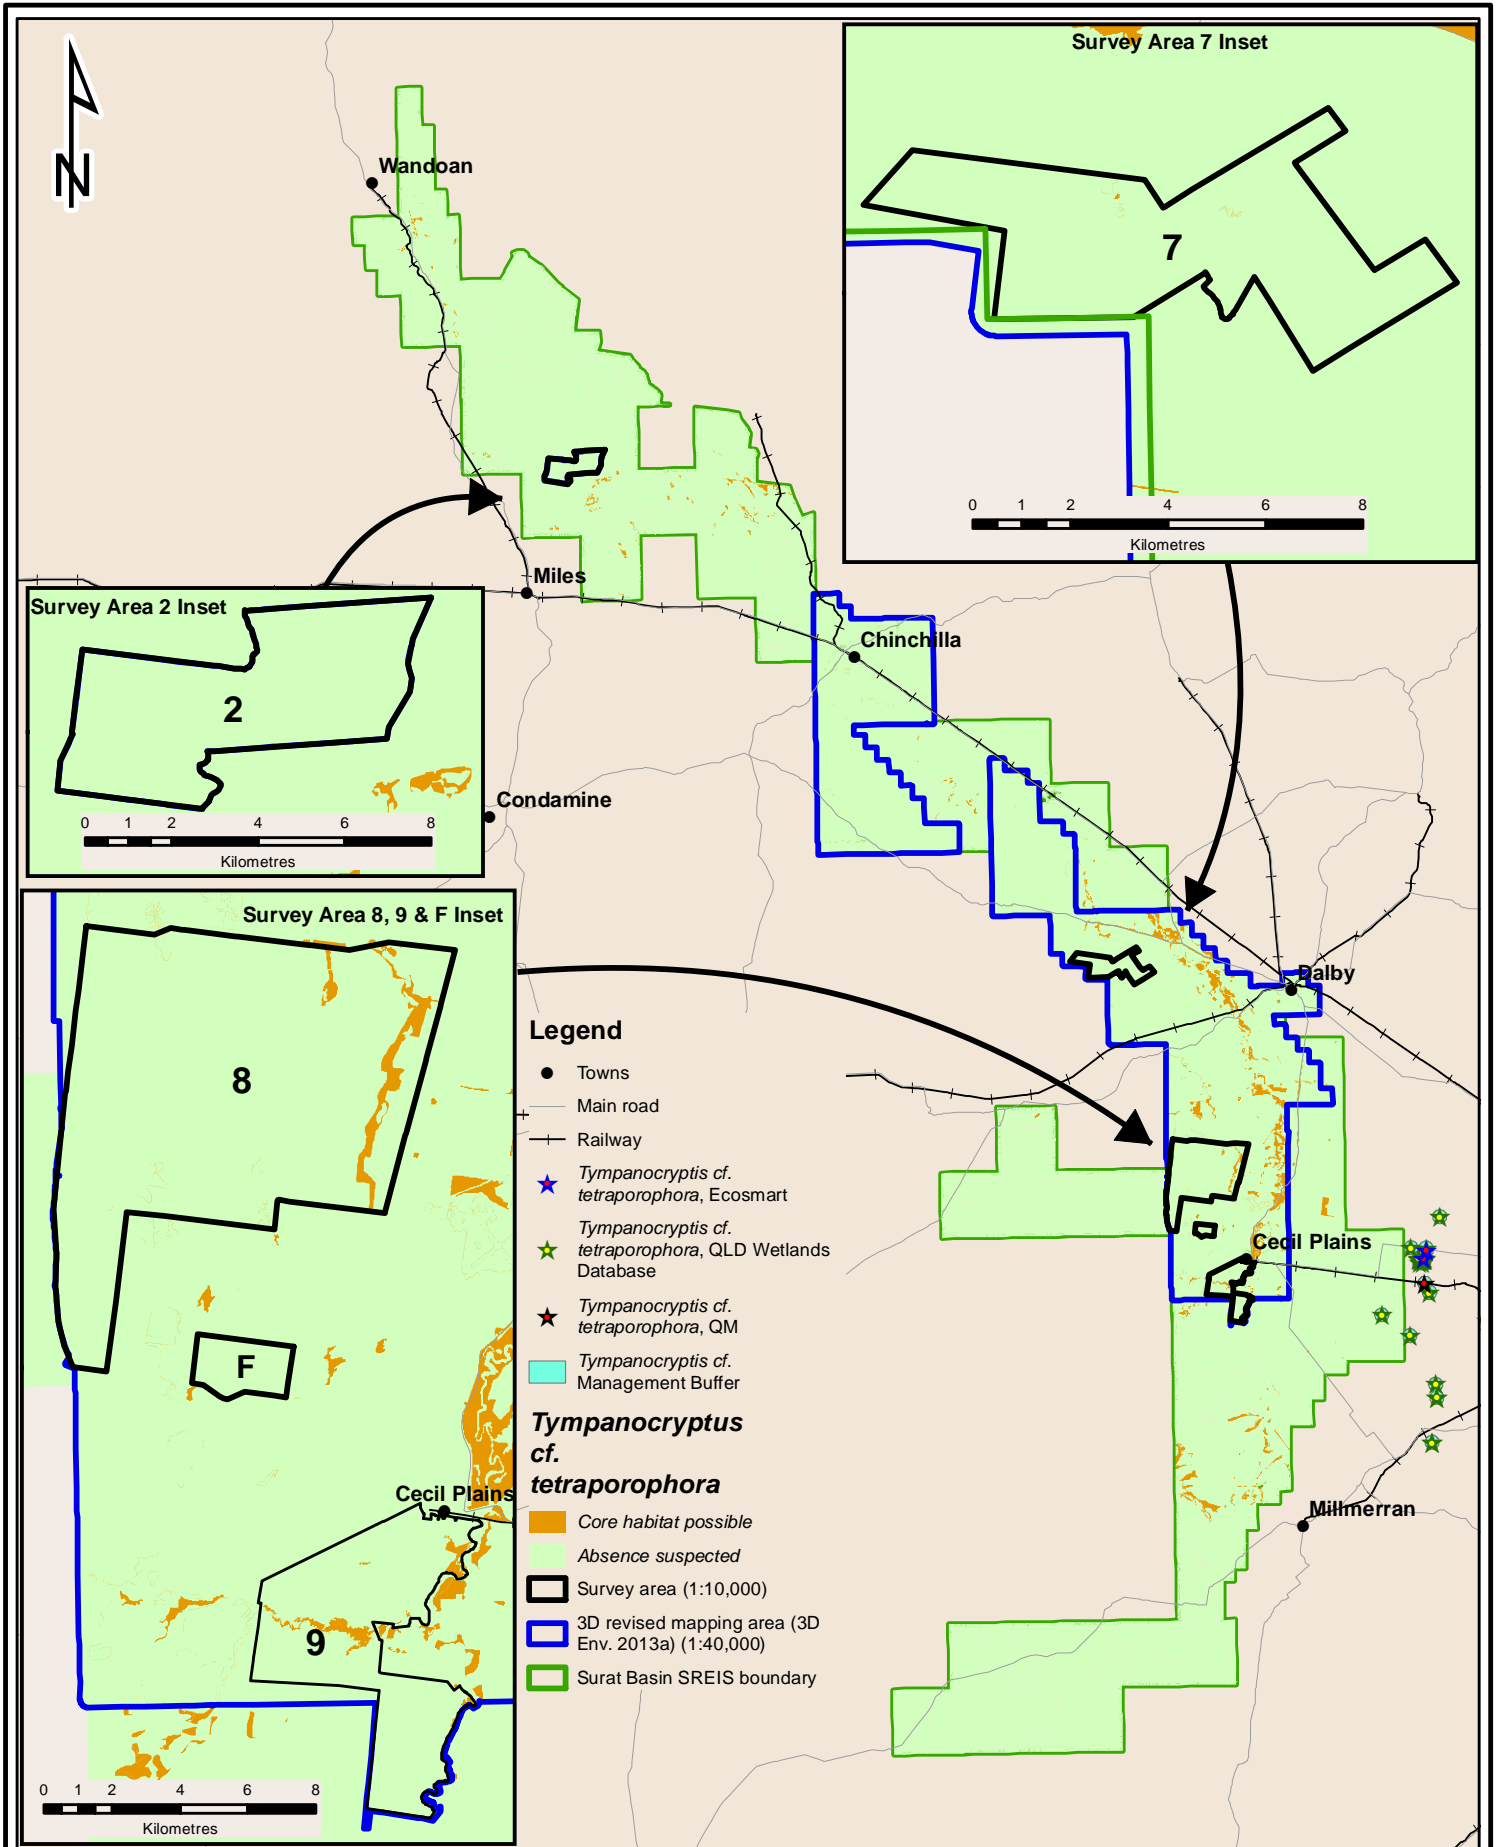 Survey Area 7 Inset
N
Wandoan
7
0 1 2 4 6 8
Kilometres
Miles
Survey Area 2 Inset
2
0 1 2 4 6 8
Kilometres
Chinchilla
Condamine
Survey Area 8, 9 & F Inset
8
F
Cecil Plains
9
0 1 2 4 6 8
Kilometres
Dalby
Cecil Plains
Millmerran
Legend
Towns
Main road
Railway
Tympanocryptis cf.
tetraporophora, Ecosmart
Tympanocryptis cf.
tetraporophora, QLD Wetlands
Database
Tympanocryptis cf.
tetraporophora, QM
Tympanocryptis cf.
Management Buffer
Tympanocryptus
cf.
tetraporophora
Core habitat possible
Absence suspected
Survey area (1:10,000)
3D revised mapping area (3D
Env. 2013a) (1:40,000)
Surat Basin SREIS boundary